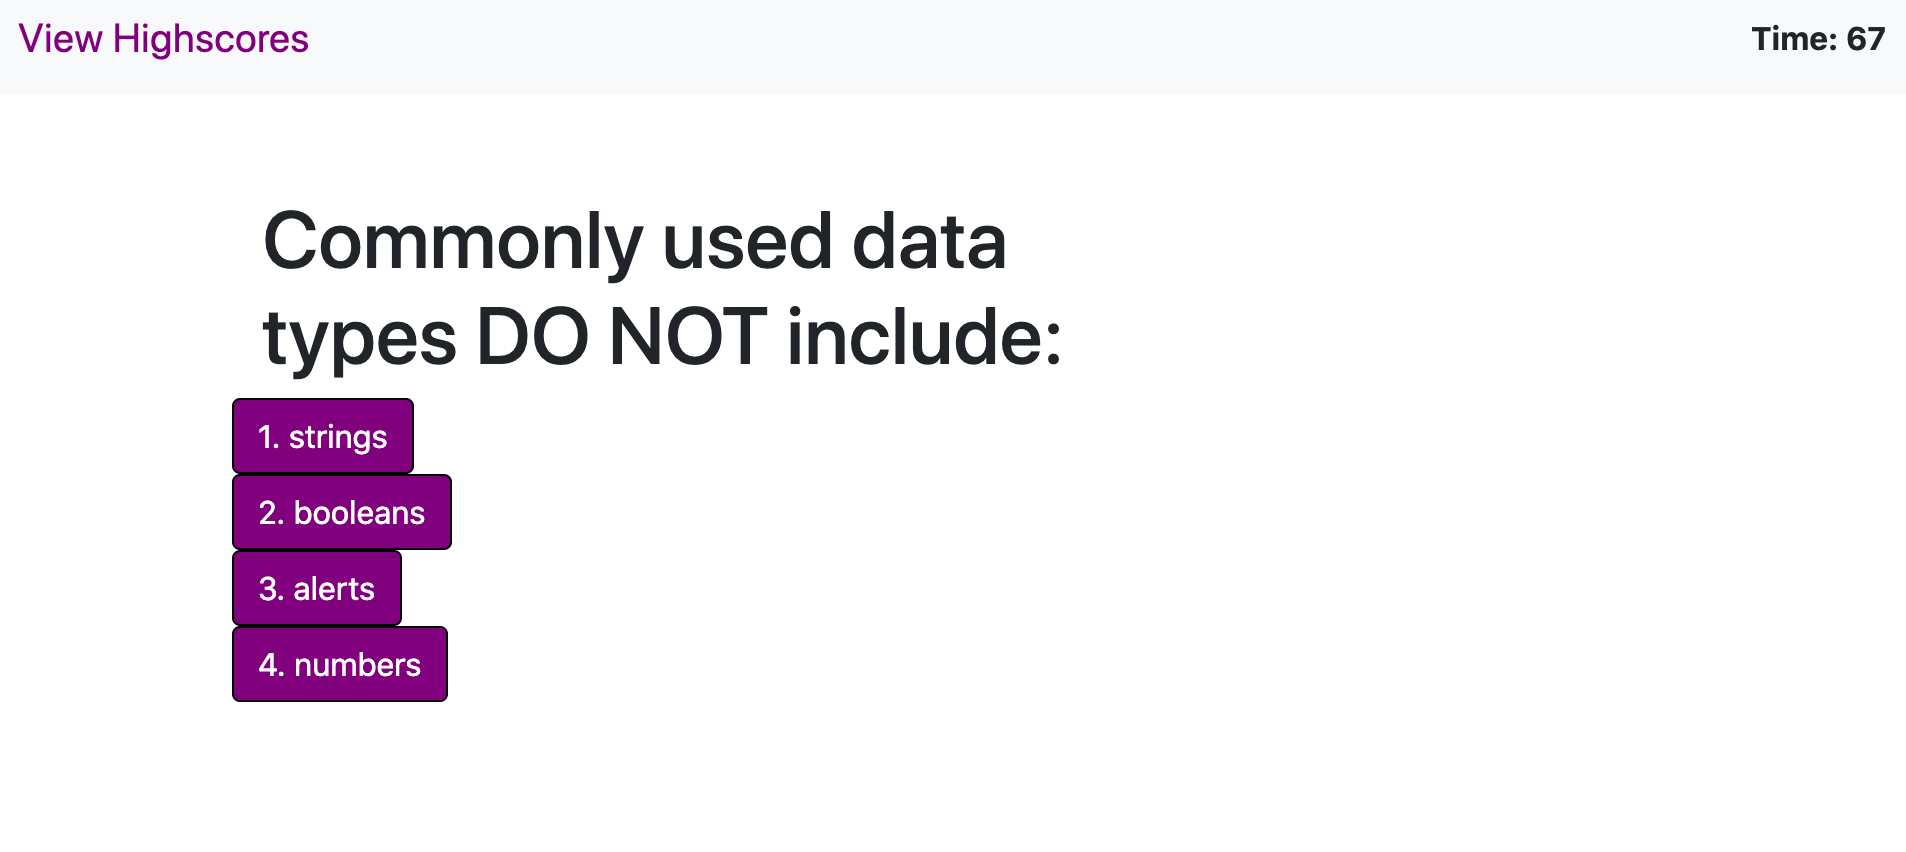 View Highscores
Time: 67
Commonly used data
types DO NOT include:
1. strings
2. booleans
3. alerts
4. numbers